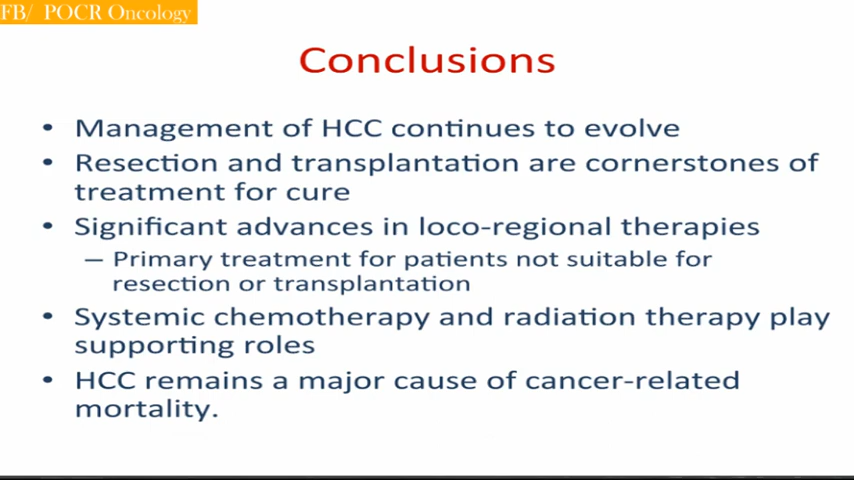 FB/ POCR Oncology
Conclusions
• Management of HCC continues to evolve
• Resection and transplantation are cornerstones of
treatment for cure
• Significant advances in loco-regional therapies
– Primary treatment for patients not suitable for
resection or transplantation
• Systemic chemotherapy and radiation therapy play
supporting roles
• HCC remains a major cause of cancer-related
mortality.